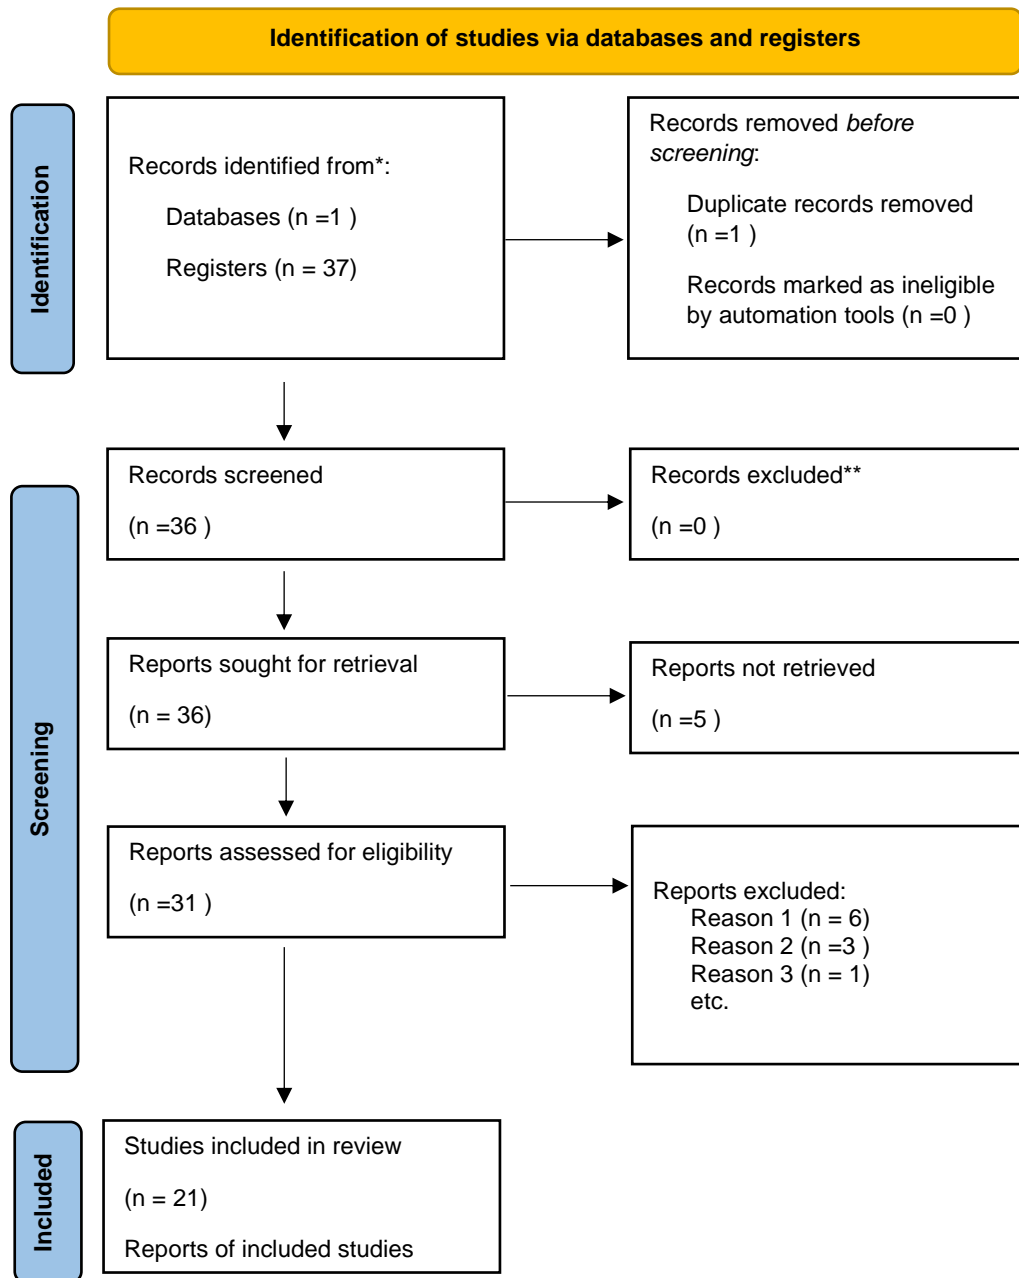 Identification of studies via databases and registers
Identification
Records identified from*:
Databases (n =1 )
Registers (n = 37)
Records removed before
screening:
Duplicate records removed
(n =1 )
Records marked as ineligible
by automation tools (n =0 )
Screening
Records screened
(n =36 )
Records excluded**
(n =0 )
Reports sought for retrieval
(n = 36)
Reports not retrieved
(n =5 )
Reports assessed for eligibility
(n =31 )
Reports excluded:
Reason 1 (n = 6)
Reason 2 (n =3 )
Reason 3 (n = 1)
etc.
Included
Studies included in review
(n = 21)
Reports of included studies